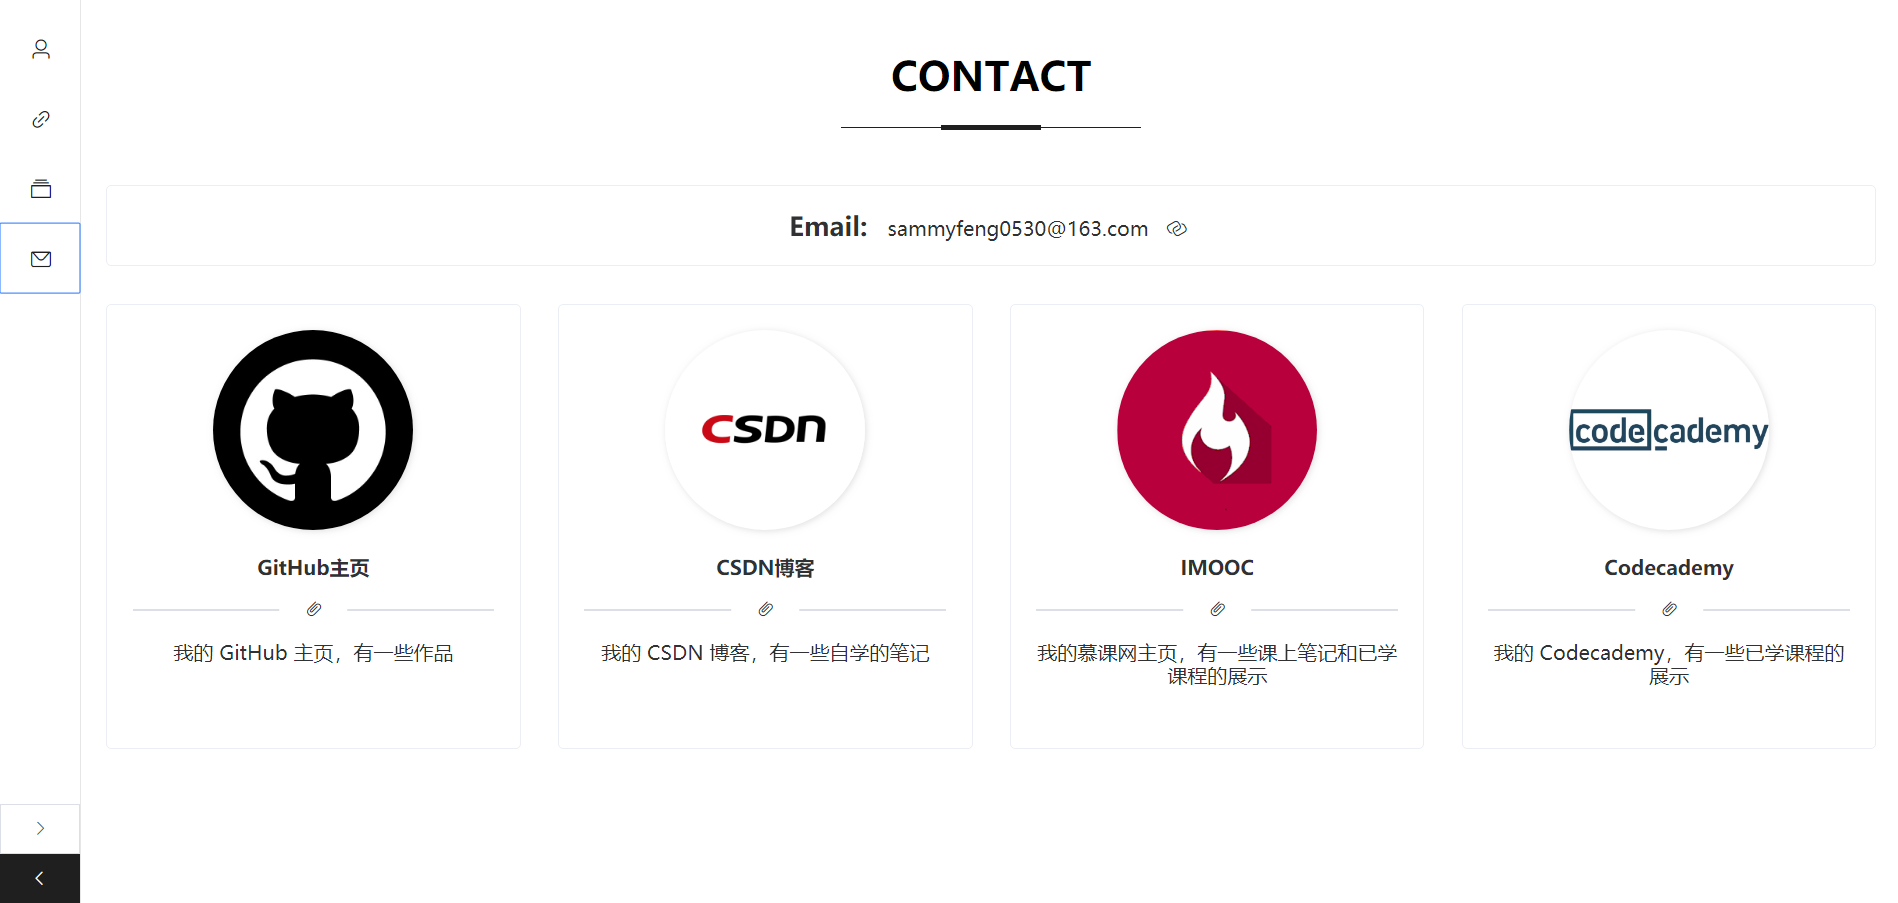 CONTACT
Email: sammyfeng0530@163.com
CSDN
codecademy
GitHub主页
CSDN博客
IMOOC
Codecademy
我的 GitHub 主页，有一些作品
我的 CSDN 博客，有一些自学的笔记
我的慕课网主页，有一些课上笔记和已学
课程的展示
我的 Codecademy，有一些已学课程的
展示